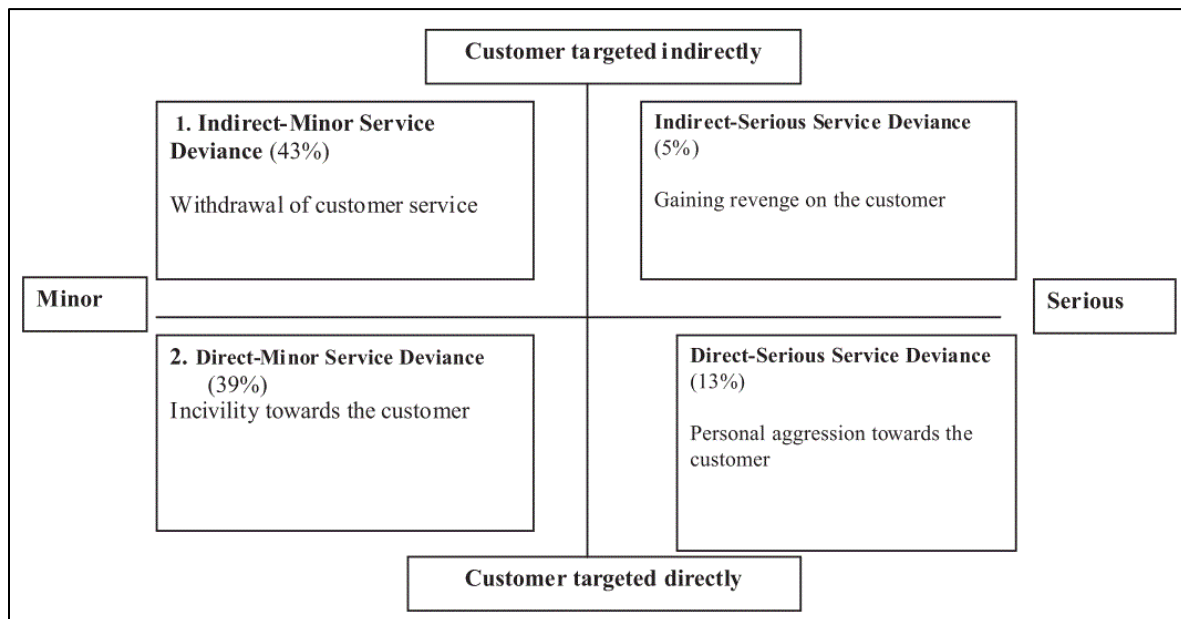 Customer targeted indirectly
1. Indirect-Minor Service
Deviance (43%)
Withdrawal of customer service
Indirect-Serious Service Deviance
(5%)
Gaining revenge on the customer
Minor
Serious
2. Direct-Minor Service Deviance
(39%)
Incivility towards the customer
Direct-Serious Service Deviance
(13%)
Personal aggression towards the
customer
Customer targeted directly